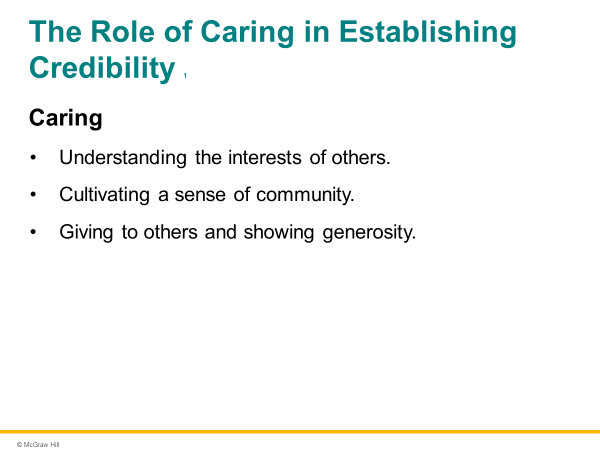 The Role of Caring in Establishing
Credibility 1
Caring
• Understanding the interests of others.
• Cultivating a sense of community.
• Giving to others and showing generosity.
© McGraw Hill